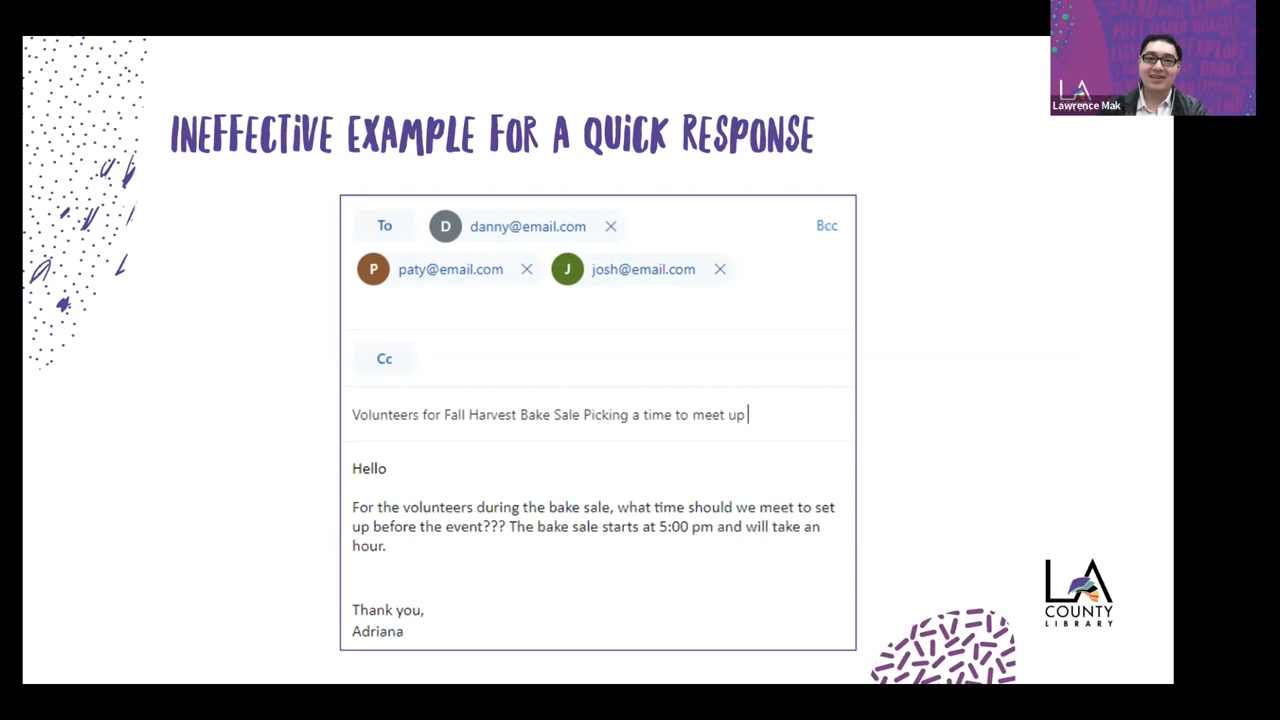 INEFFECTIVE EXAMPLE FOR A QUICK RESPONSE
To
D
danny@email.com
Bcc
P
paty@email.com
J
josh@email.com
Cc
Volunteers for Fall Harvest Bake Sale Picking a time to meet up
Hello
For the volunteers during the bake sale, what time should we meet to set
up before the event??? The bake sale starts at 5:00 pm and will take an
hour.
Thank you,
Adriana
LA
COUNTY
LIBRARY
LA
Lawrence Mak